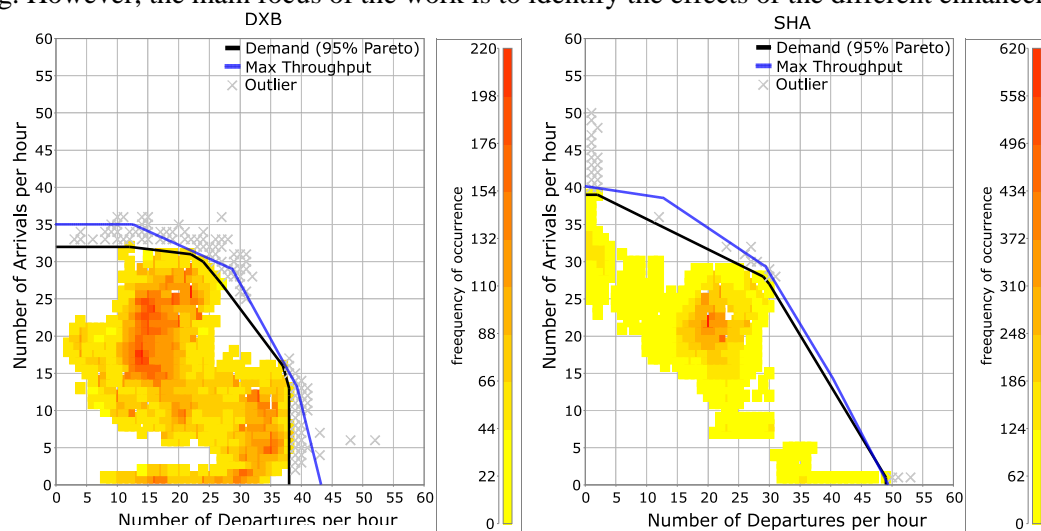 g. However, the main focus of the work is to identify the effects of the different enhancer
DXB
60
55
50
45
40
35
30
25
20
15
10
5
0
Number of Arrivals per hour
Demand (95% Pareto)
Max Throughput
Outlier
0 5 10 15 20 25 30 35 40 45 50 55 60
Number of Departures per hour
220
198
176
154
132
110
88
66
44
22
0
freequency of occurrence
SHA
60
55
50
45
40
35
30
25
20
15
10
5
0
Number of Arrivals per hour
Demand (95% Pareto)
Max Throughput
Outlier
0 5 10 15 20 25 30 35 40 45 50 55 60
Number of Departures per hour
620
558
496
434
372
310
248
186
124
62
0
freequency of occurrence